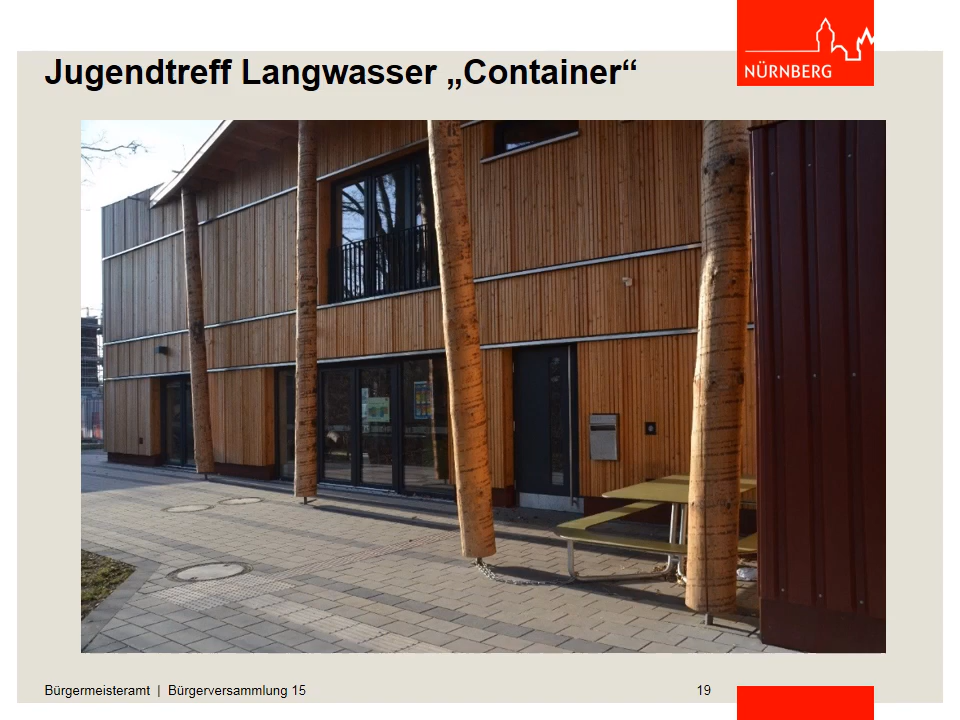 Jugendtreff Langwasser „Container“
NÜRNBERG
Bürgermeisteramt | Bürgerversammlung 15
19